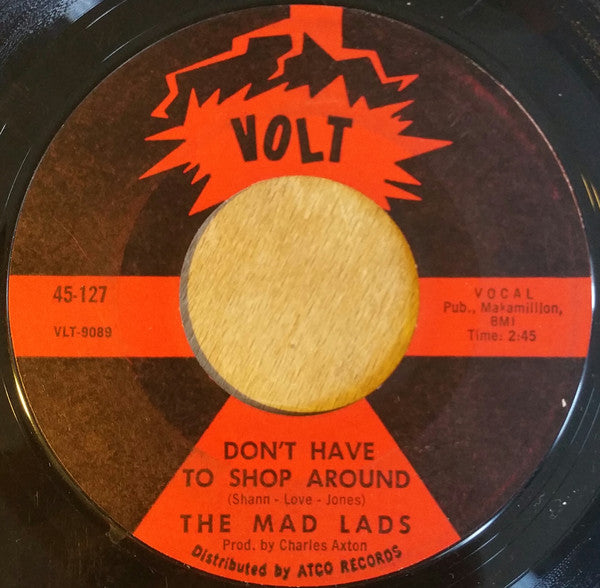 VOLT
45-127
VLT-9089
VOCAL
Pub., Makamillion,
BMI
Time: 2:45
DON'T HAVE
TO SHOP AROUND
(Shann - Love - Jones)
THE MAD LADS
Prod. by Charles Axton
Distributed by ATCO RECORDS